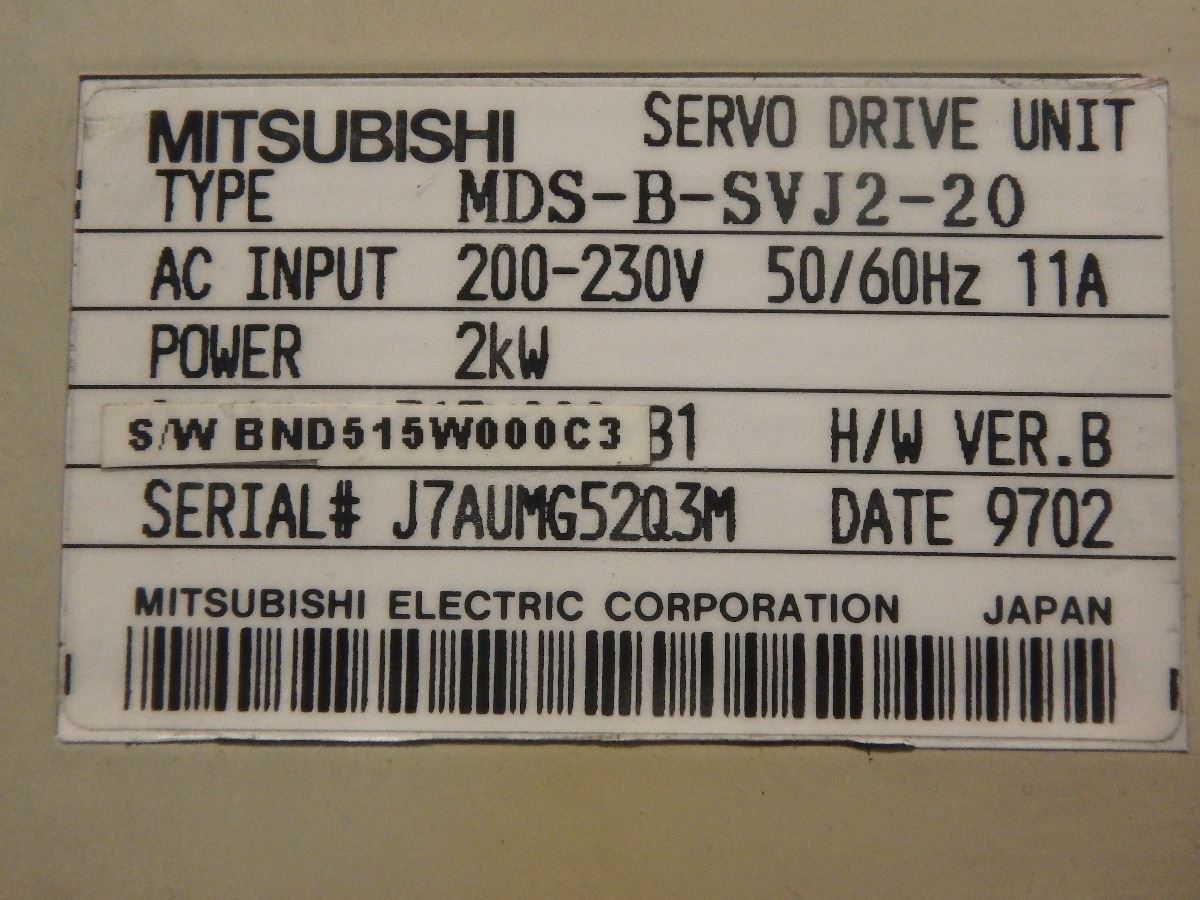 MITSUBISHI SERVO DRIVE UNIT
TYPE MDS-B-SVJ2-20
AC INPUT 200-230V 50/60Hz 11A
POWER 2kW
S/W BND515W000C3 B1 H/W VER.B
SERIAL# J7AUMG52Q3M DATE 9702
MITSUBISHI ELECTRIC CORPORATION JAPAN